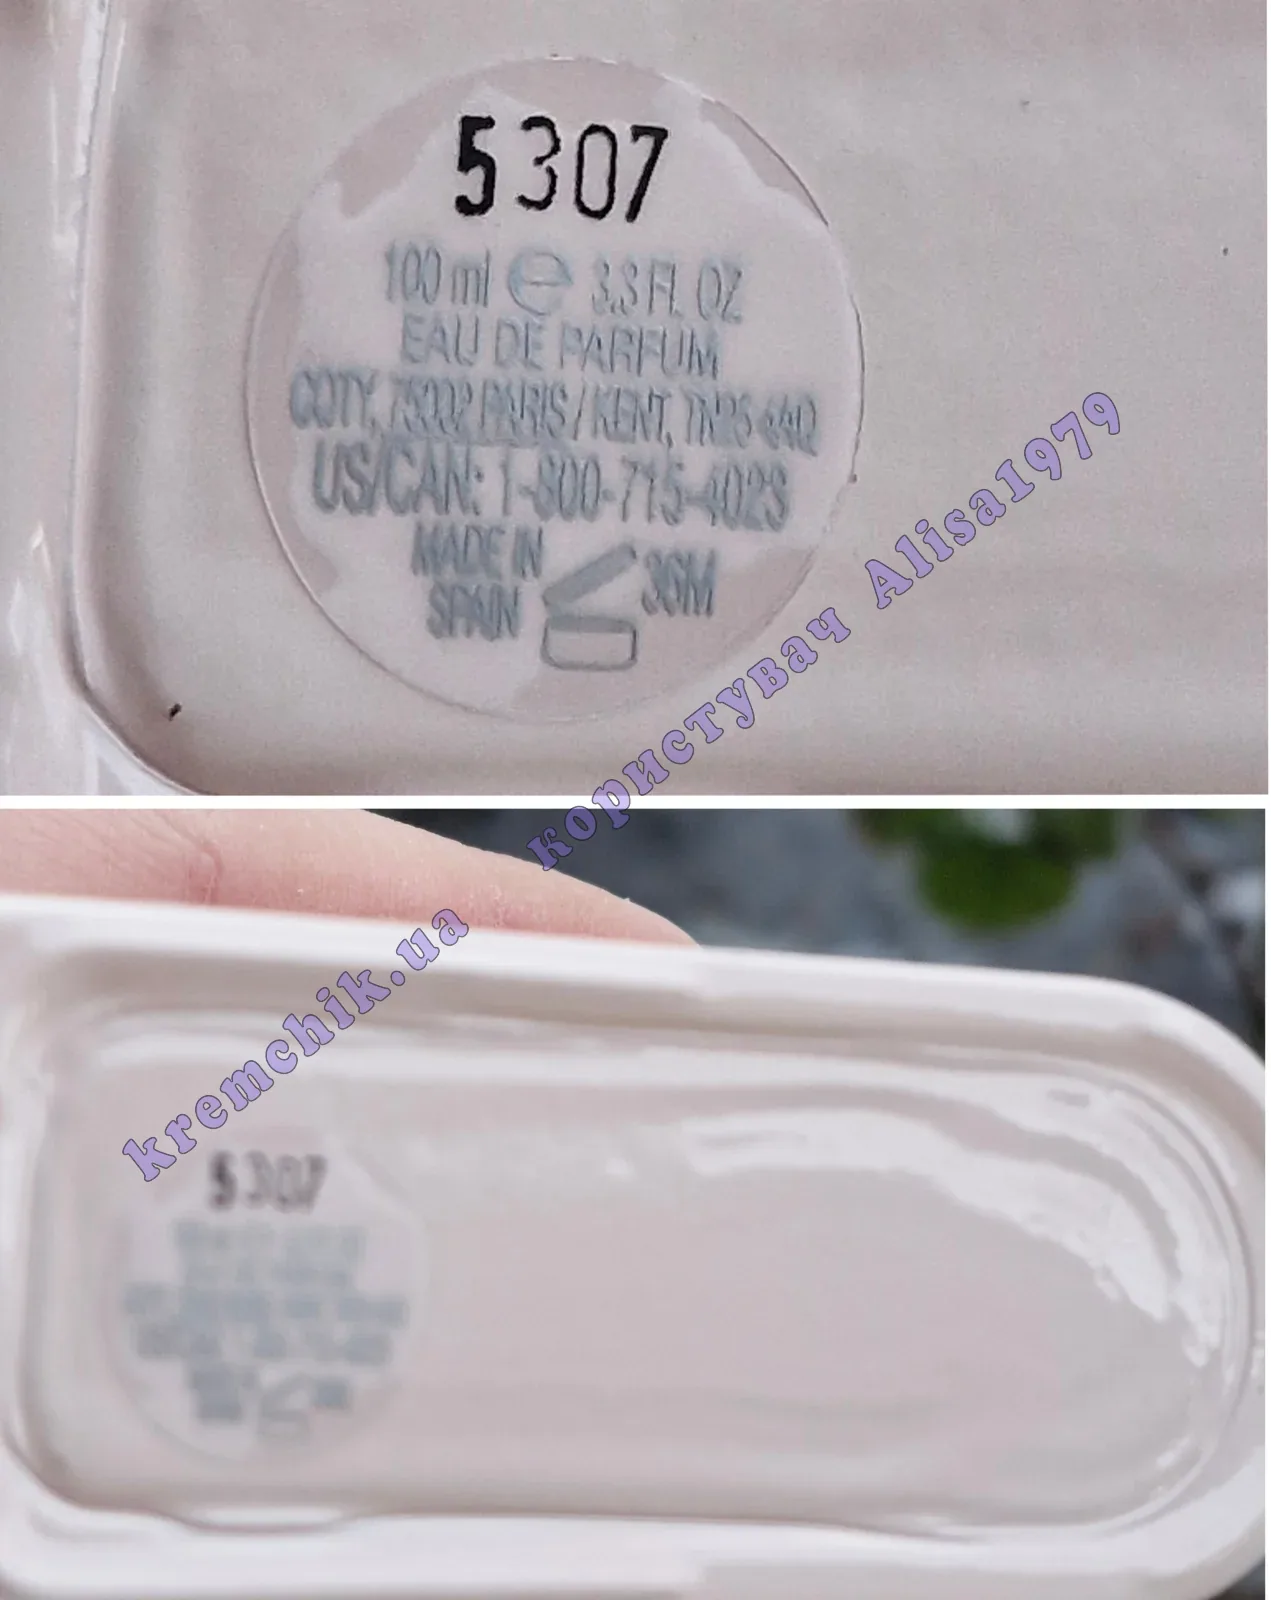 5307
100 ml e 3.3 FL. OZ
EAU DE PARFUM
COTY, 75002 PARIS / KENT, TN25 4AQ
US/CAN: 1-800-715-4023
MADE IN
SPAIN
36M
користувач Alisa1979
kremchik.ua
5307